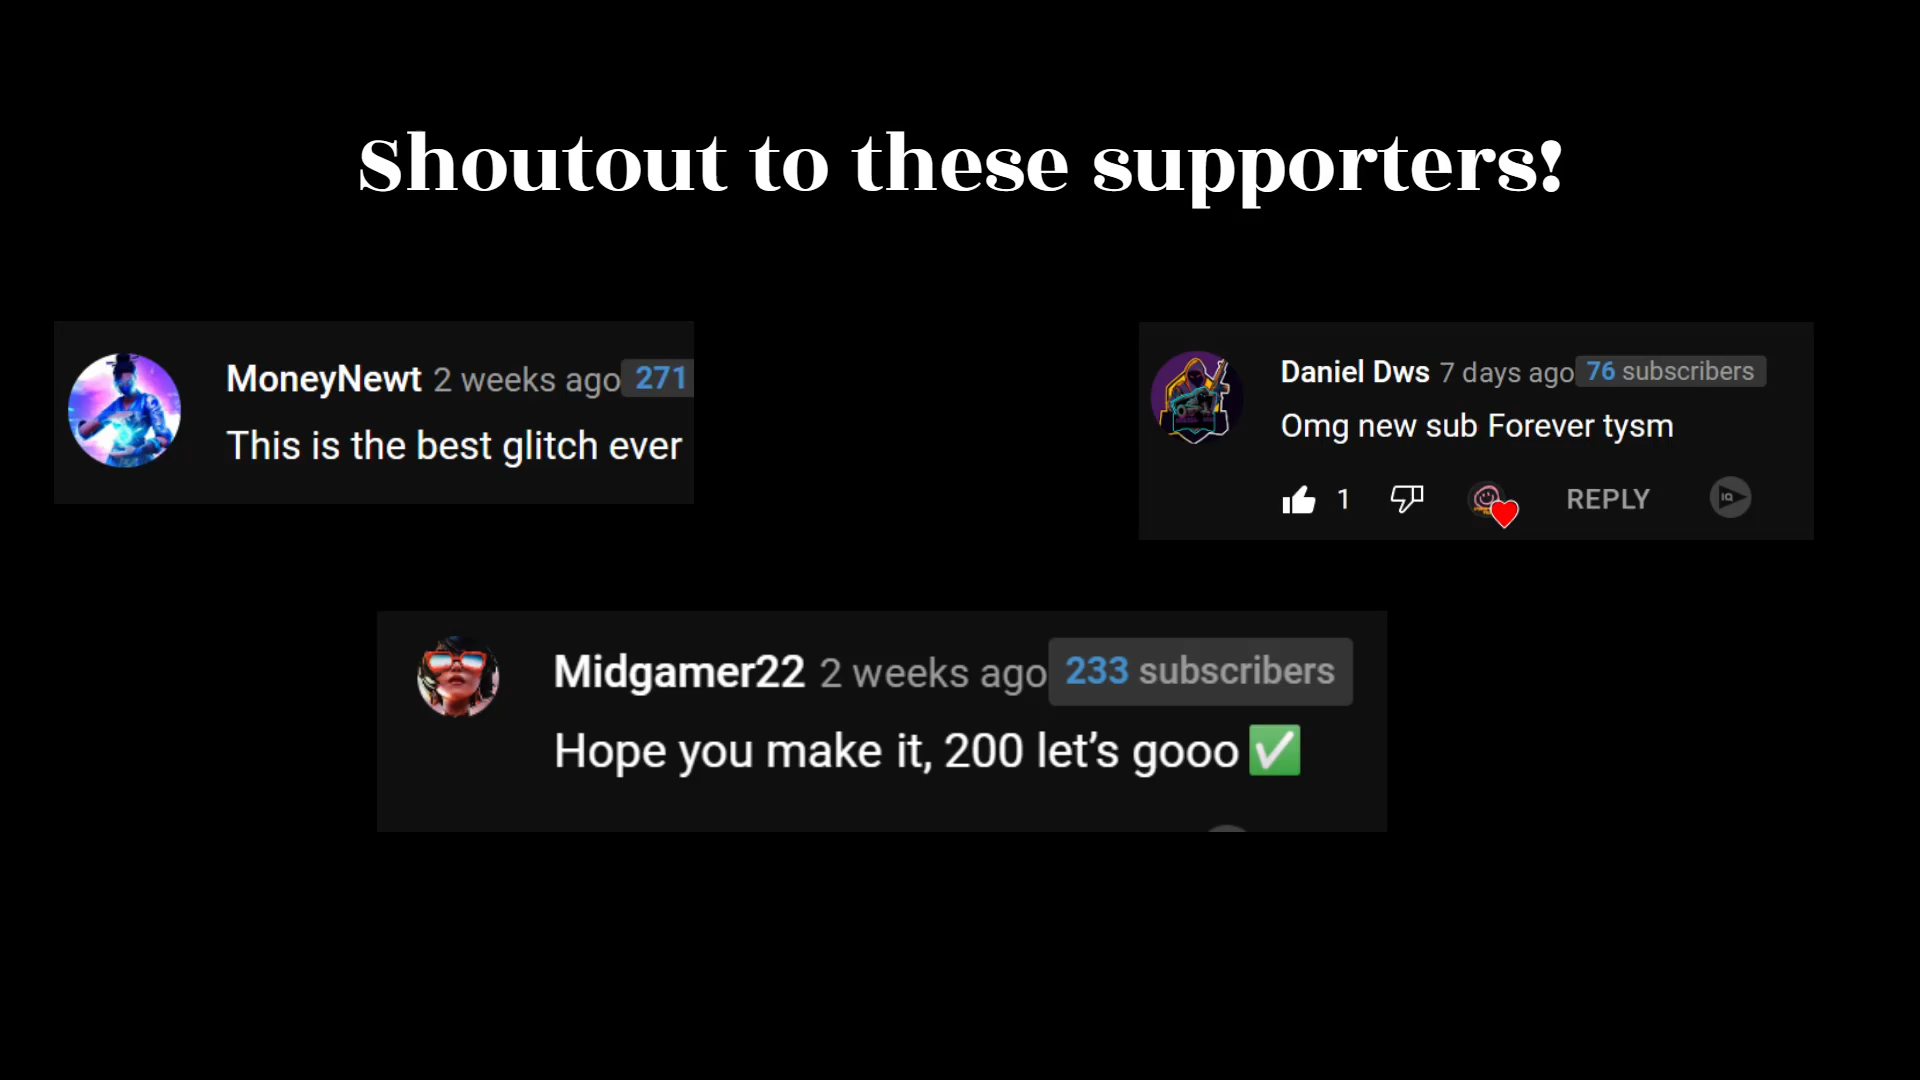 Shoutout to these supporters!
MoneyNewt 2 weeks ago 271
This is the best glitch ever
Daniel Dws 7 days ago 76 subscribers
Omg new sub Forever tysm
1 REPLY IQ
Midgamer22 2 weeks ago 233 subscribers
Hope you make it, 200 let’s gooo ✅